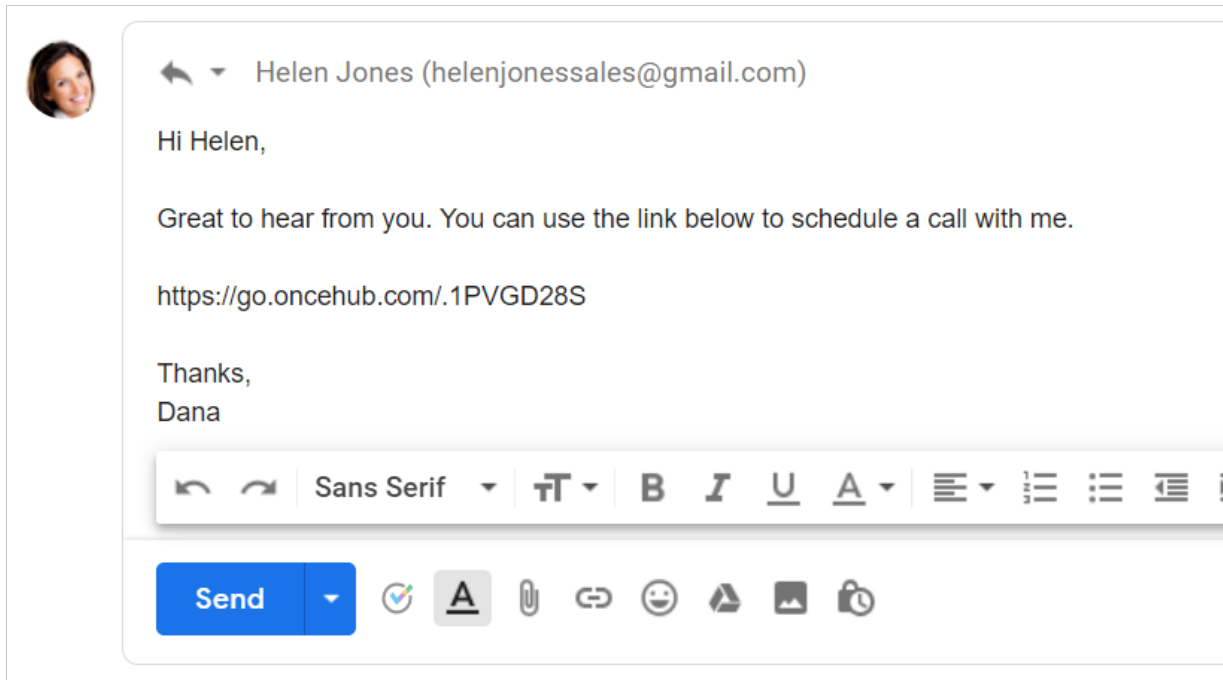 Helen Jones (helenjonessales@gmail.com)
Hi Helen,
Great to hear from you. You can use the link below to schedule a call with me.
https://go.oncehub.com/.1PVGD28S
Thanks,
Dana
Sans Serif TT B I U A
Send A